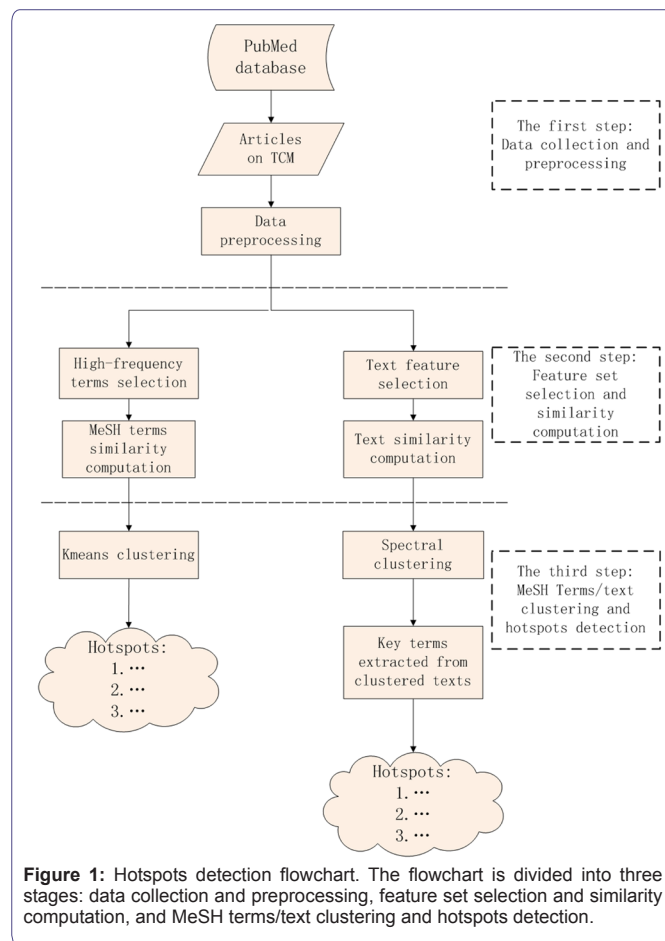 PubMed
database
Articles
on TCM
The first step:
Data collection and
preprocessing
Data
preprocessing
High-frequency
terms selection
Text feature
selection
The second step:
Feature set
selection and
similarity
computation
MeSH terms
similarity
computation
Text similarity
computation
Kmeans clustering
Spectral
clustering
The third step:
MeSH Terms/text
clustering and
hotspots detection
Hotspots:
1. ···
2. ···
3. ···
Key terms
extracted from
clustered texts
Hotspots:
1. ···
2. ···
3. ···
Figure 1: Hotspots detection flowchart. The flowchart is divided into three
stages: data collection and preprocessing, feature set selection and similarity
computation, and MeSH terms/text clustering and hotspots detection.